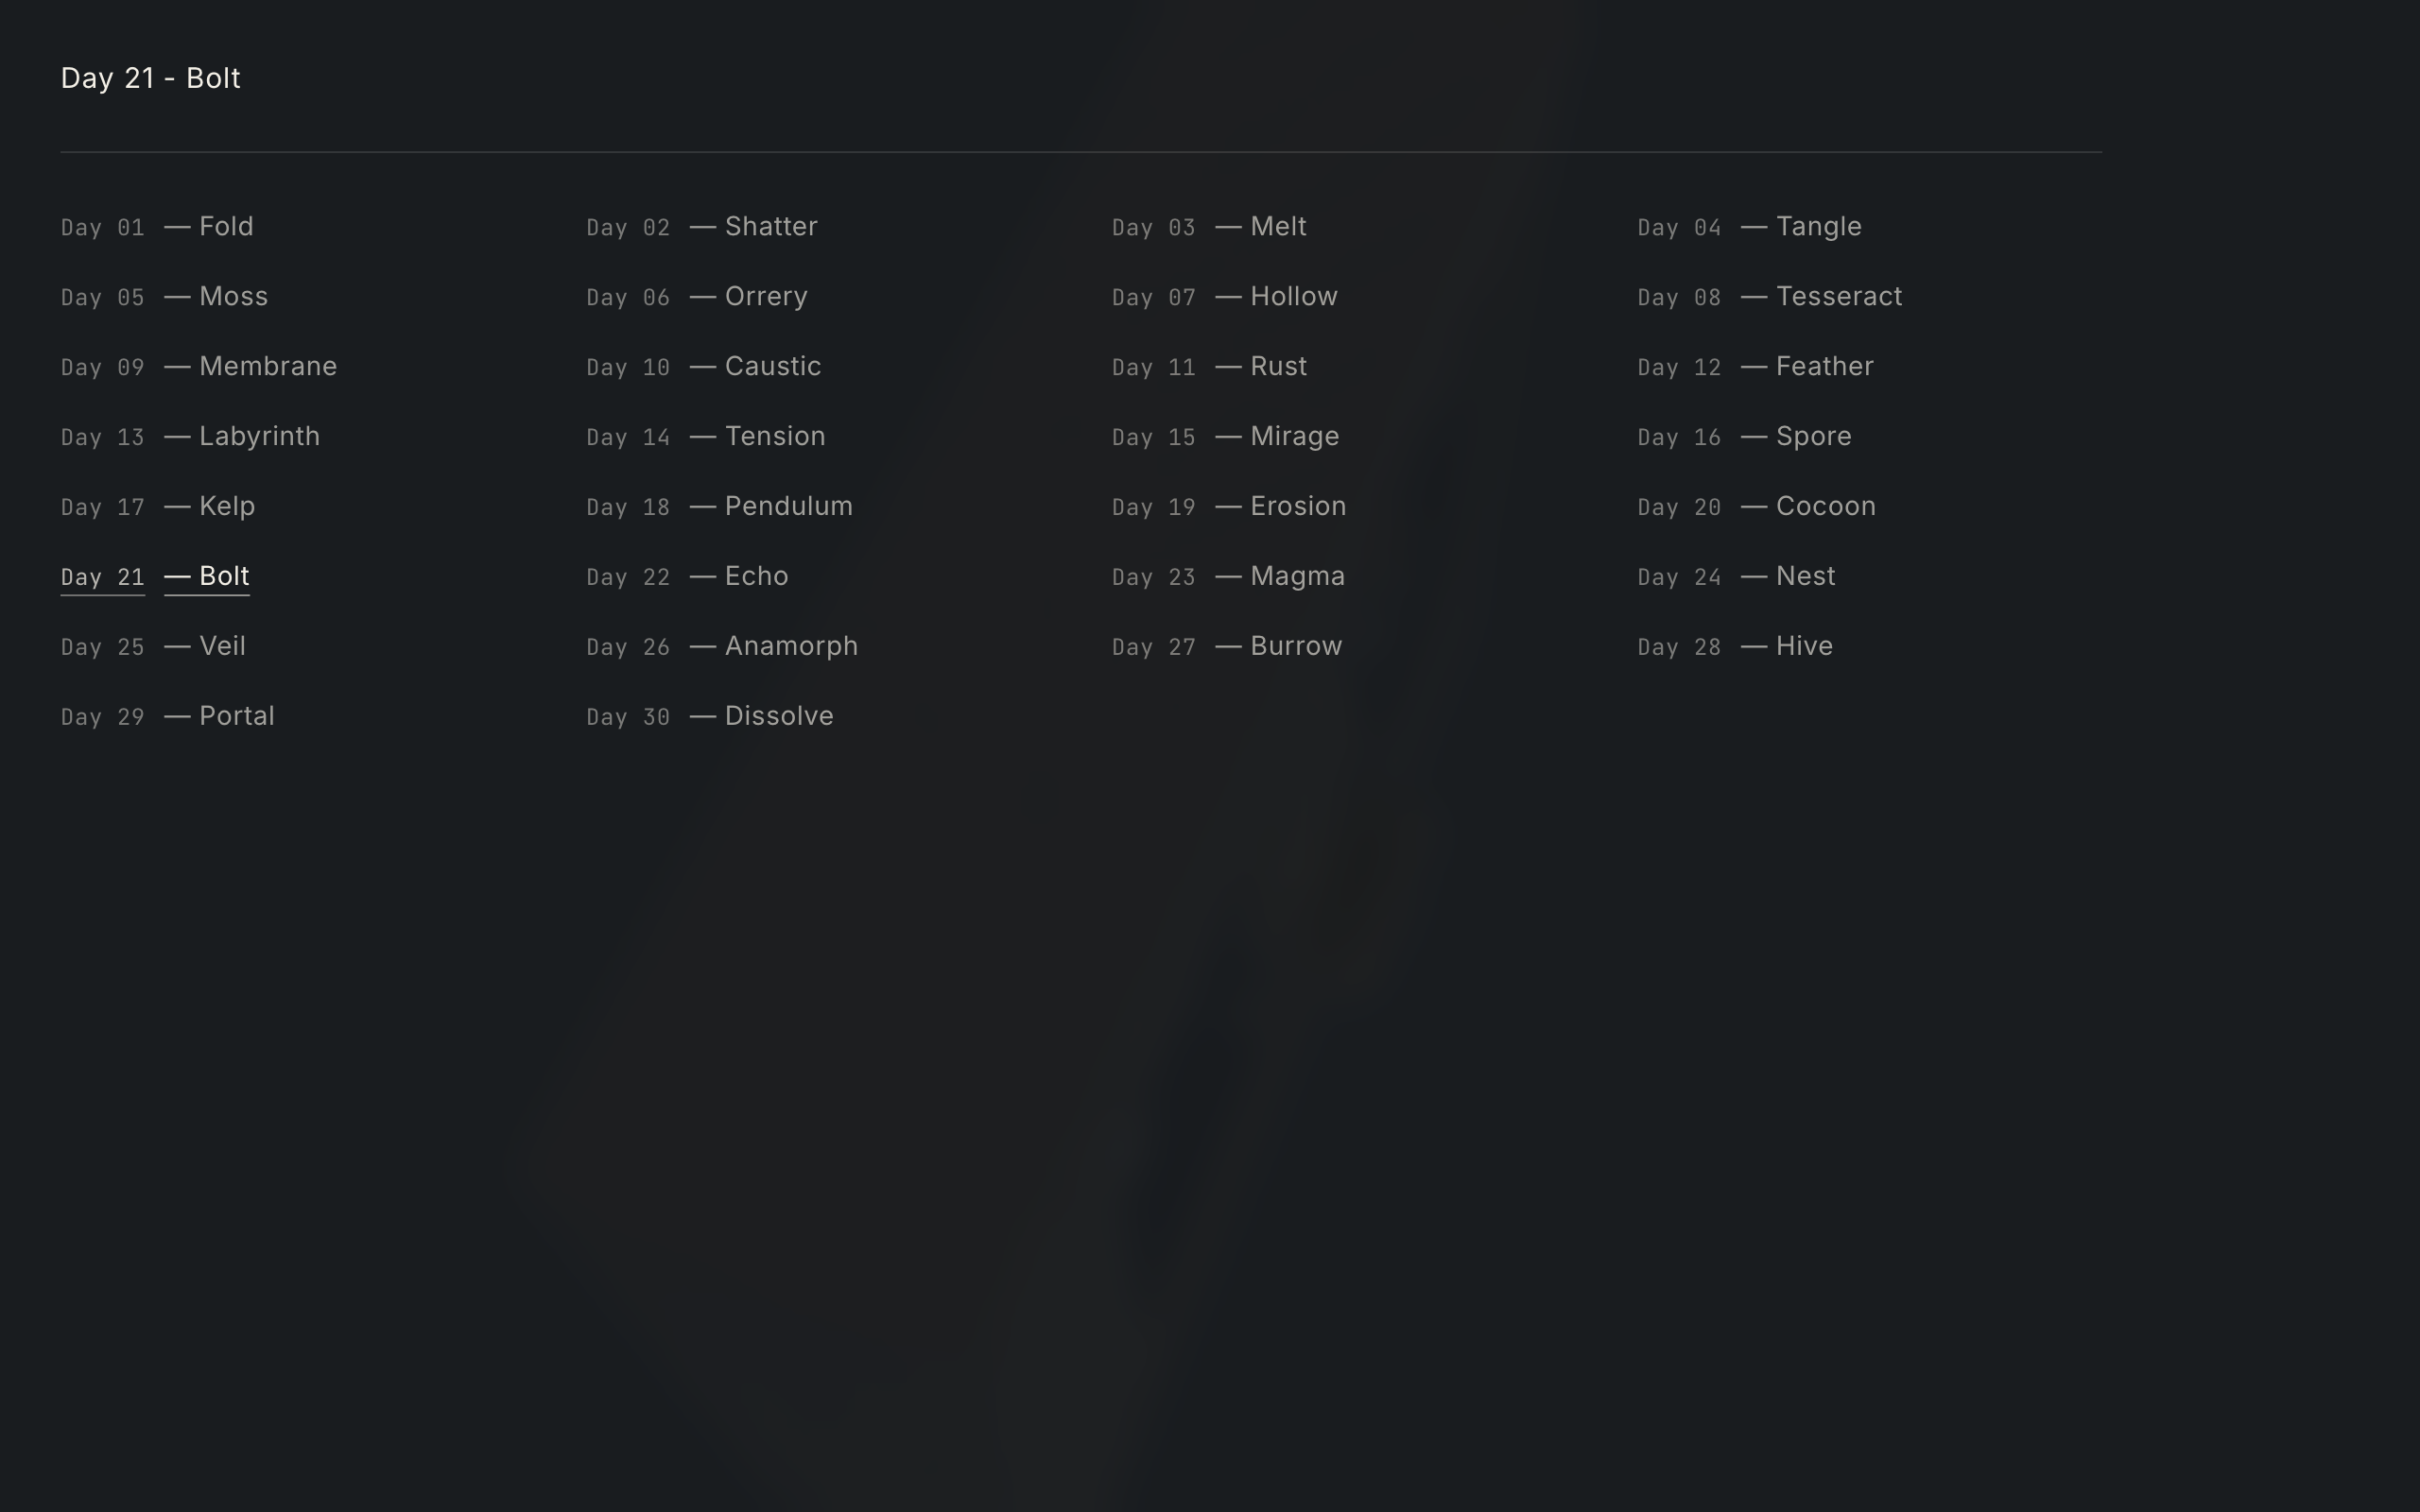 Day 21 - Bolt
Day 01 — Fold Day 02 — Shatter Day 03 — Melt Day 04 — Tangle
Day 05 — Moss Day 06 — Orrery Day 07 — Hollow Day 08 — Tesseract
Day 09 — Membrane Day 10 — Caustic Day 11 — Rust Day 12 — Feather
Day 13 — Labyrinth Day 14 — Tension Day 15 — Mirage Day 16 — Spore
Day 17 — Kelp Day 18 — Pendulum Day 19 — Erosion Day 20 — Cocoon
Day 21 — Bolt Day 22 — Echo Day 23 — Magma Day 24 — Nest
Day 25 — Veil Day 26 — Anamorph Day 27 — Burrow Day 28 — Hive
Day 29 — Portal Day 30 — Dissolve